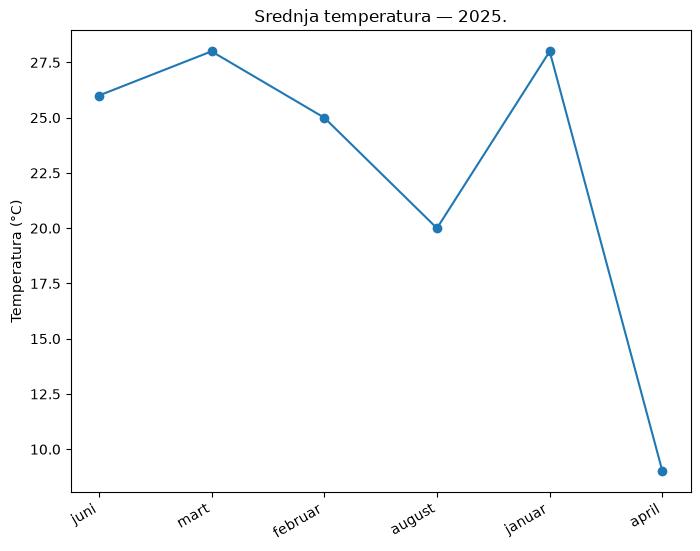 Srednja temperatura — 2025.
Temperatura (°C)
27.5
25.0
22.5
20.0
17.5
15.0
12.5
10.0
juni
mart
februar
august
januar
april